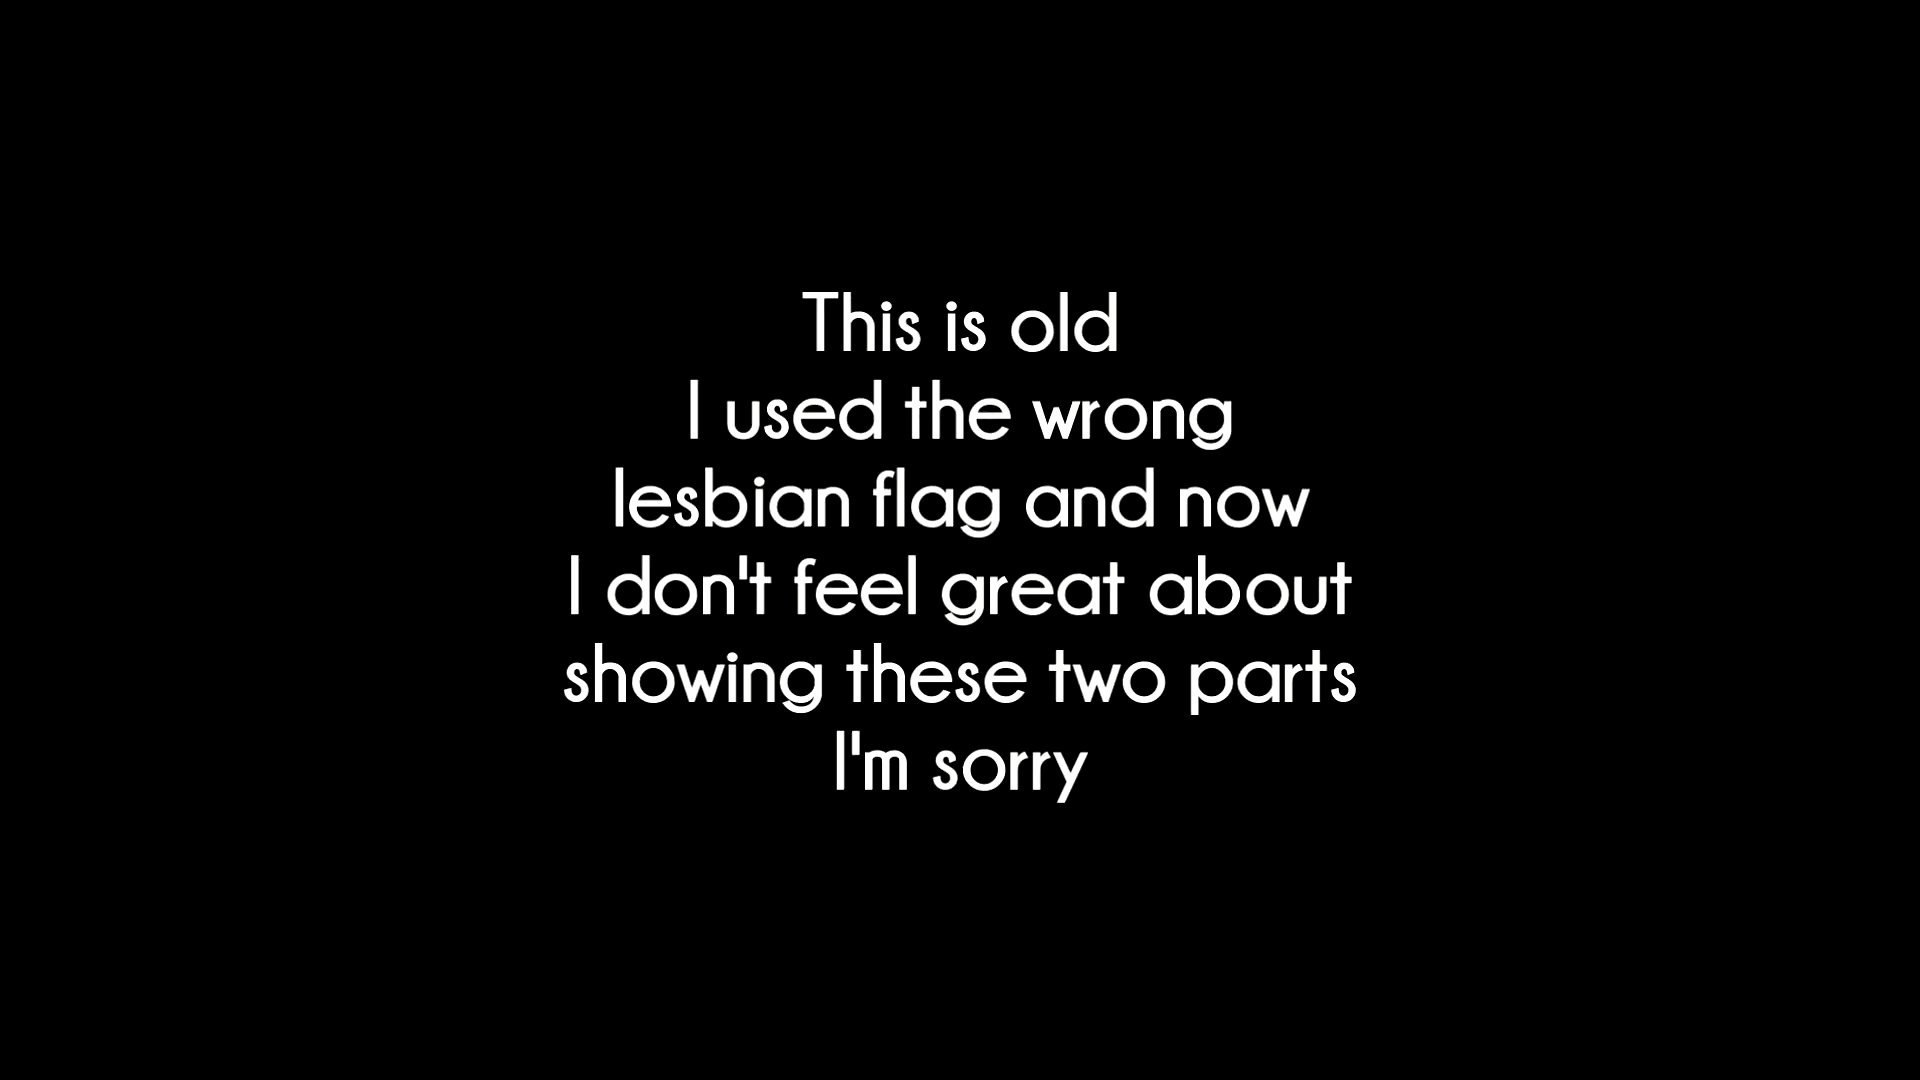 This is old
I used the wrong
lesbian flag and now
I don't feel great about
showing these two parts
I'm sorry